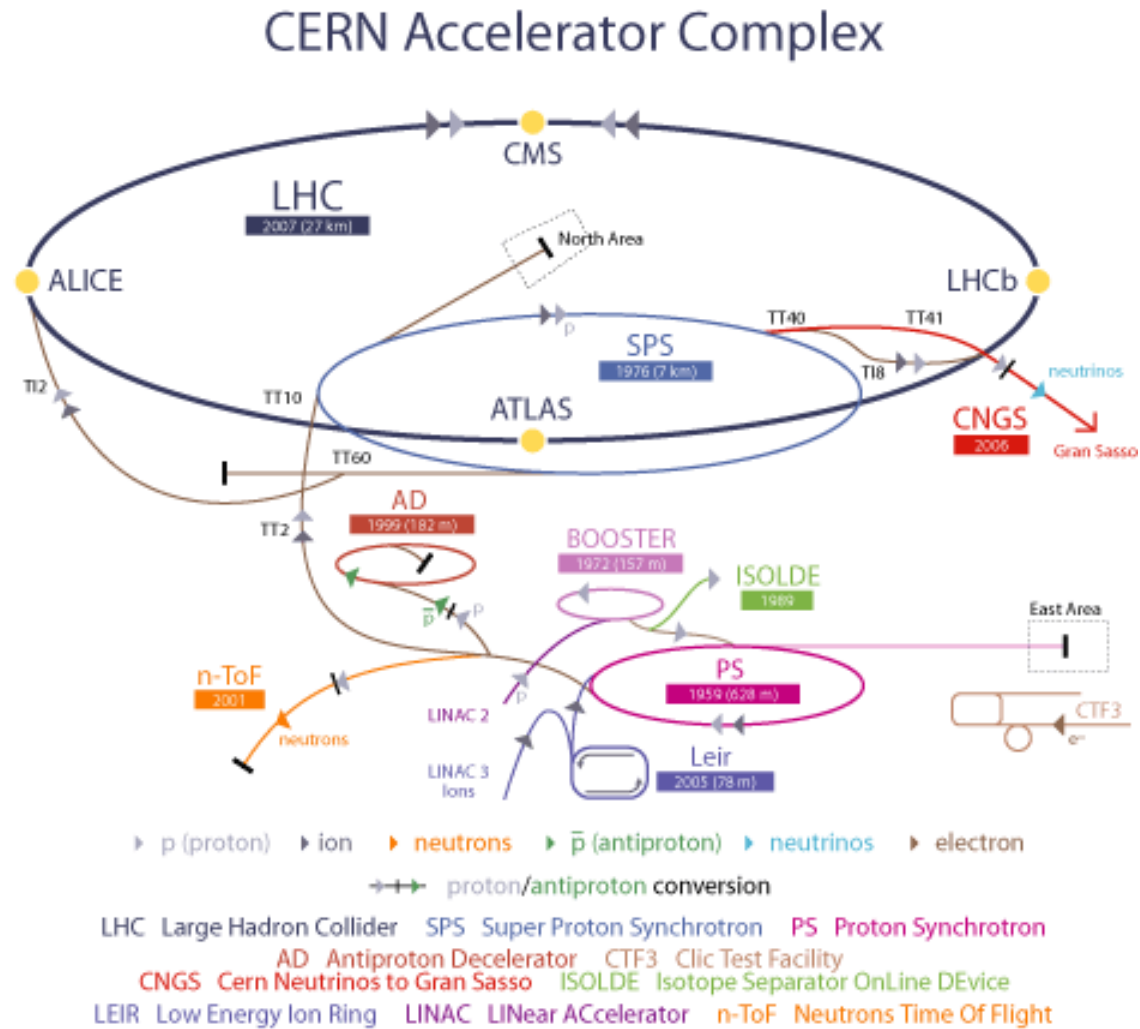 CERN Accelerator Complex
CMS
LHC
2007 (27 km)
North Area
ALICE
LHCb
TT40
TT41
SPS
1976 (7 km)
p
TI8
TI2
TT10
ATLAS
neutrinos
CNGS
2006
Gran Sasso
TT60
AD
1999 (182 m)
TT2
BOOSTER
1972 (157 m)
ISOLDE
1989
p̅
p
East Area
n-ToF
2001
PS
1959 (628 m)
p
LINAC 2
neutrons
CTF3
e⁻
LINAC 3
Ions
Leir
2005 (78 m)
p (proton) ion neutrons p̅ (antiproton) neutrinos electron
proton/antiproton conversion
LHC Large Hadron Collider SPS Super Proton Synchrotron PS Proton Synchrotron
AD Antiproton Decelerator CTF3 Clic Test Facility
CNGS Cern Neutrinos to Gran Sasso ISOLDE Isotope Separator OnLine DEvice
LEIR Low Energy Ion Ring LINAC LINear ACcelerator n-ToF Neutrons Time Of Flight